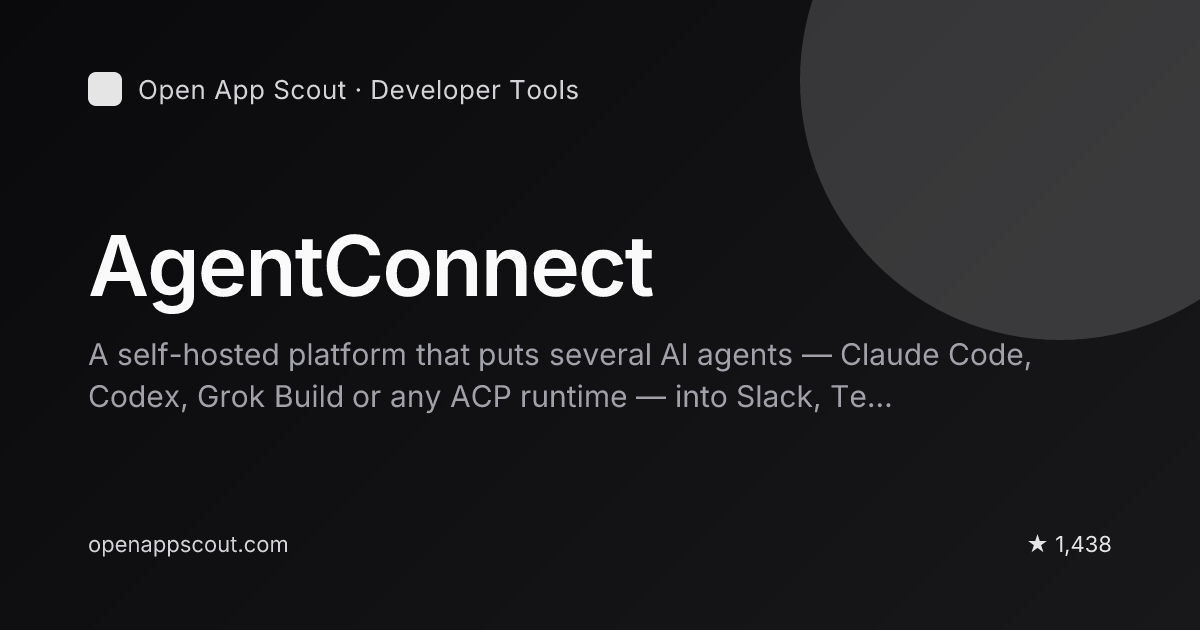 Open App Scout · Developer Tools
AgentConnect
A self-hosted platform that puts several AI agents — Claude Code,
Codex, Grok Build or any ACP runtime — into Slack, Te...
openappscout.com
★ 1,438